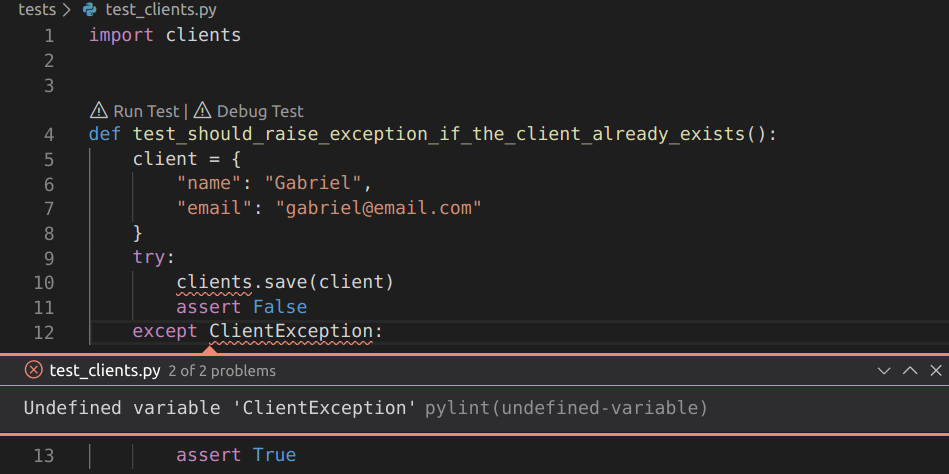 tests > test_clients.py
1 import clients
2
3
Run Test | Debug Test
4 def test_should_raise_exception_if_the_client_already_exists():
5     client = {
6         "name": "Gabriel",
7         "email": "gabriel@email.com"
8     }
9     try:
10         clients.save(client)
11         assert False
12     except ClientException:
test_clients.py 2 of 2 problems
Undefined variable 'ClientException' pylint(undefined-variable)
13         assert True